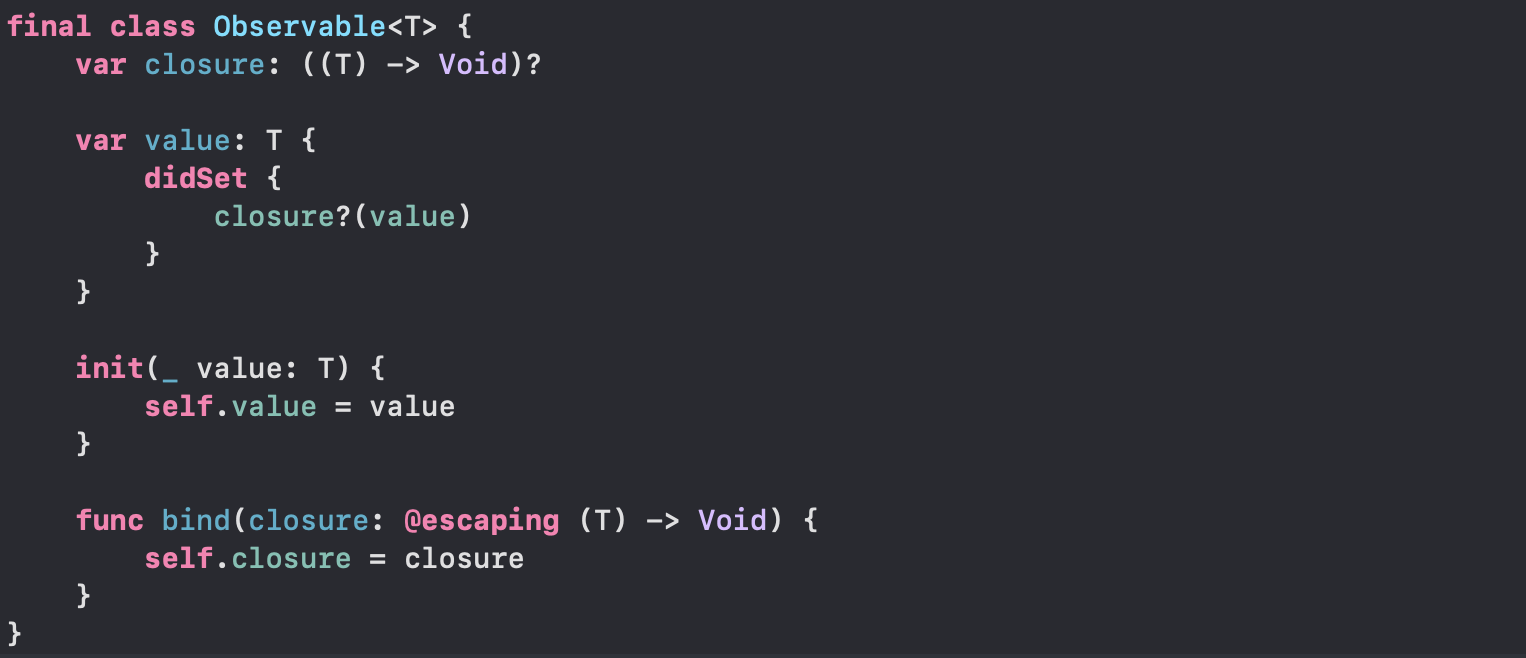 final class Observable<T> {
    var closure: ((T) -> Void)?

    var value: T {
        didSet {
            closure?(value)
        }
    }

    init(_ value: T) {
        self.value = value
    }

    func bind(closure: @escaping (T) -> Void) {
        self.closure = closure
    }
}